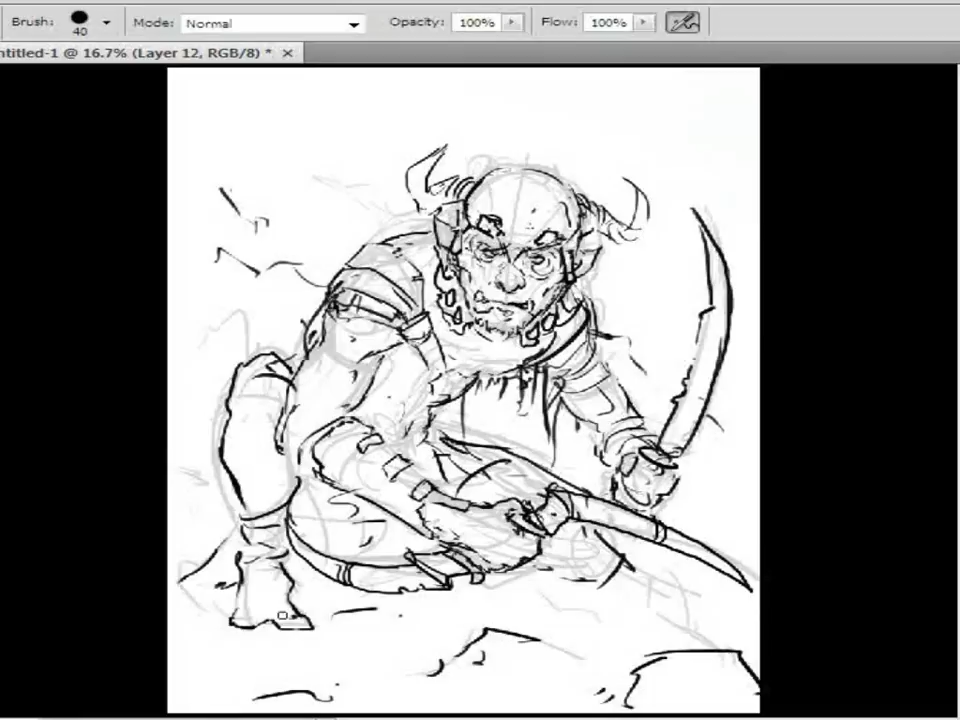 Brush: 40 Mode: Normal Opacity: 100% Flow: 100%
ntitled-1 @ 16.7% (Layer 12, RGB/8) * ×